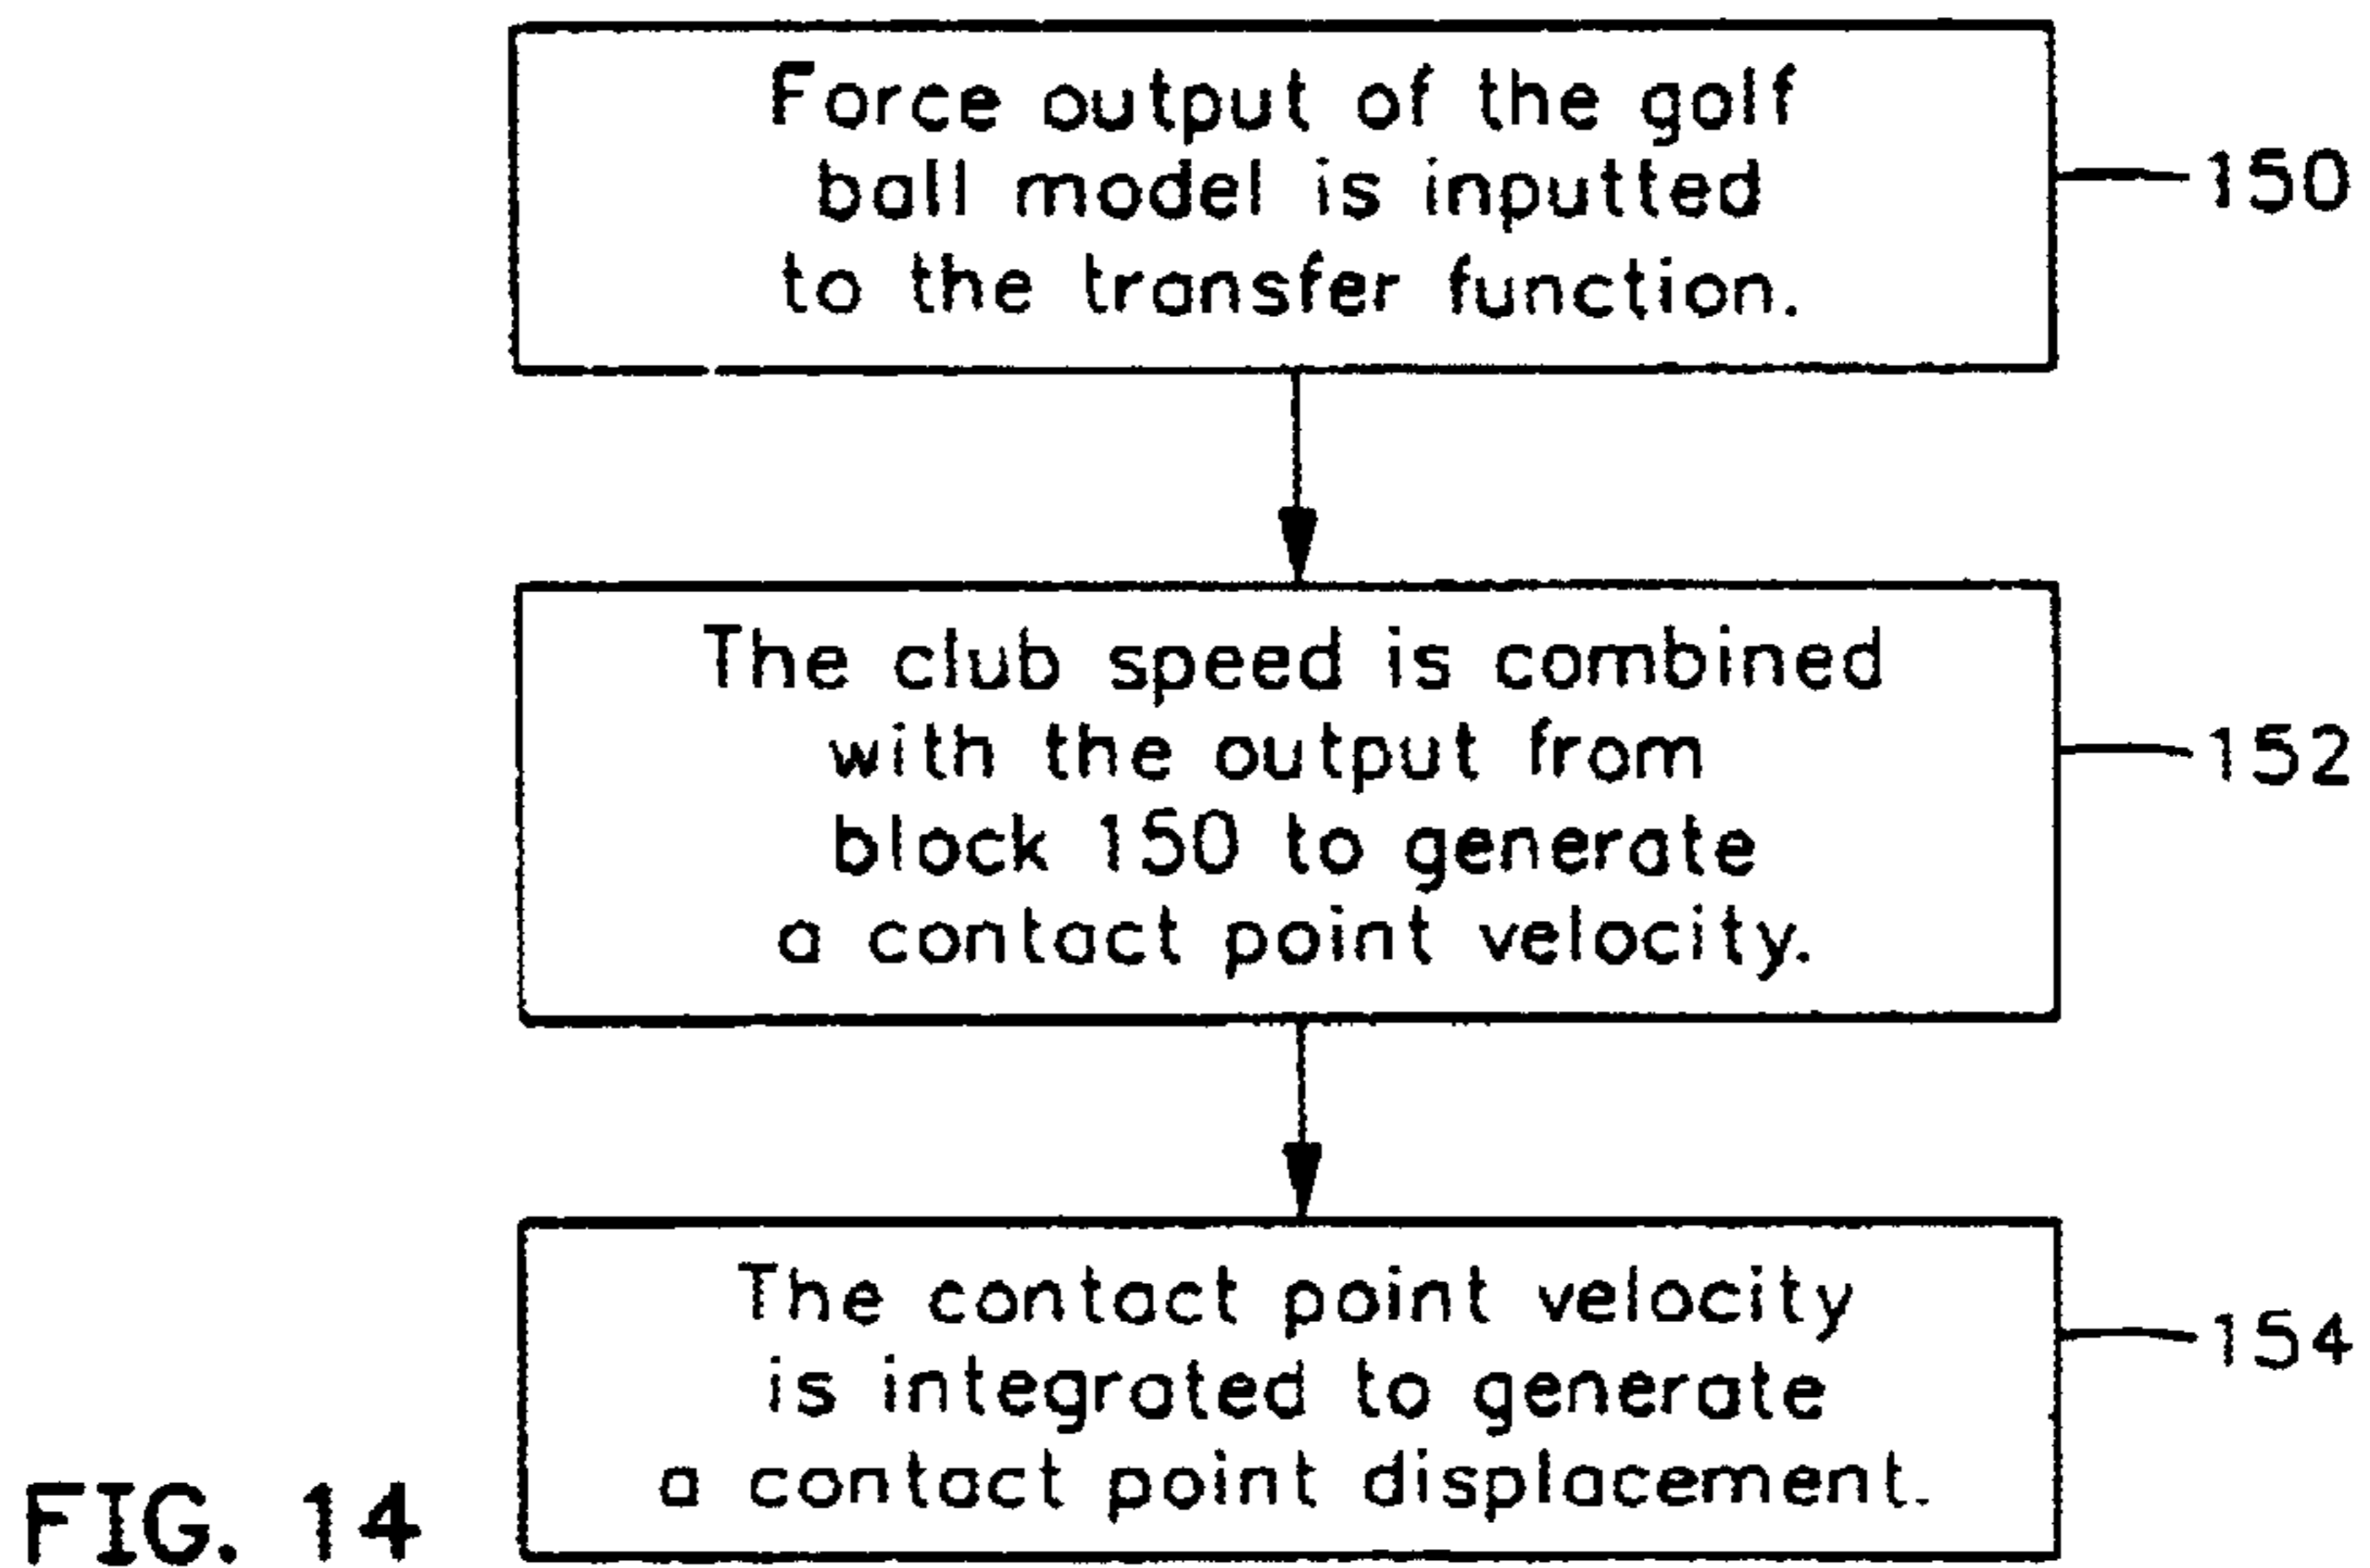 Force output of the golf
ball model is inputted
to the transfer function.
150
The club speed is combined
with the output from
block 150 to generate
a contact point velocity.
152
The contact point velocity
is integrated to generate
a contact point displacement.
154
FIG. 14